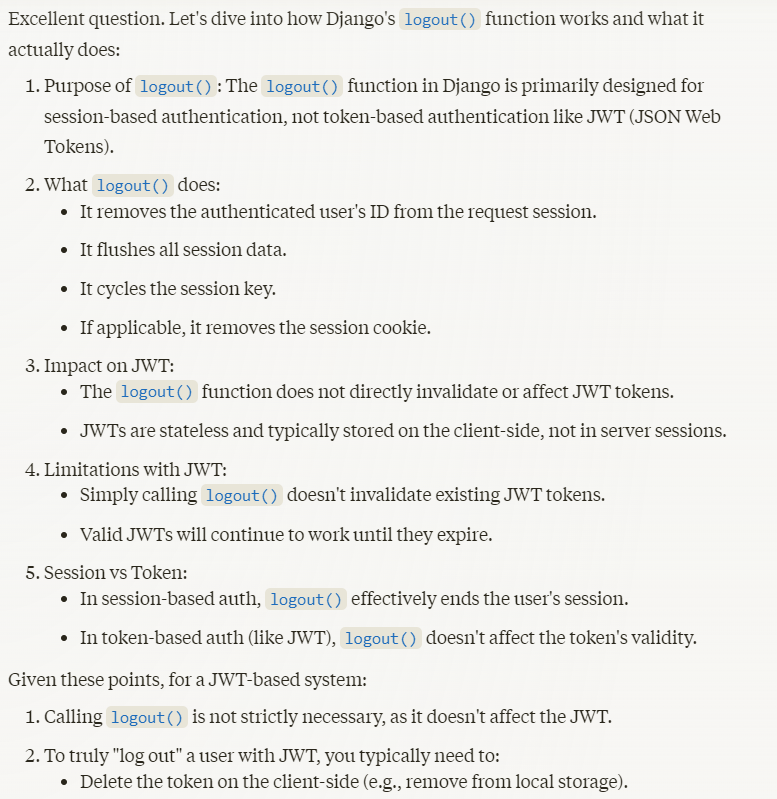 Excellent question. Let's dive into how Django's logout() function works and what it
actually does:
1. Purpose of logout(): The logout() function in Django is primarily designed for
session-based authentication, not token-based authentication like JWT (JSON Web
Tokens).
2. What logout() does:
• It removes the authenticated user's ID from the request session.
• It flushes all session data.
• It cycles the session key.
• If applicable, it removes the session cookie.
3. Impact on JWT:
• The logout() function does not directly invalidate or affect JWT tokens.
• JWTs are stateless and typically stored on the client-side, not in server sessions.
4. Limitations with JWT:
• Simply calling logout() doesn't invalidate existing JWT tokens.
• Valid JWTs will continue to work until they expire.
5. Session vs Token:
• In session-based auth, logout() effectively ends the user's session.
• In token-based auth (like JWT), logout() doesn't affect the token's validity.
Given these points, for a JWT-based system:
1. Calling logout() is not strictly necessary, as it doesn't affect the JWT.
2. To truly "log out" a user with JWT, you typically need to:
• Delete the token on the client-side (e.g., remove from local storage).